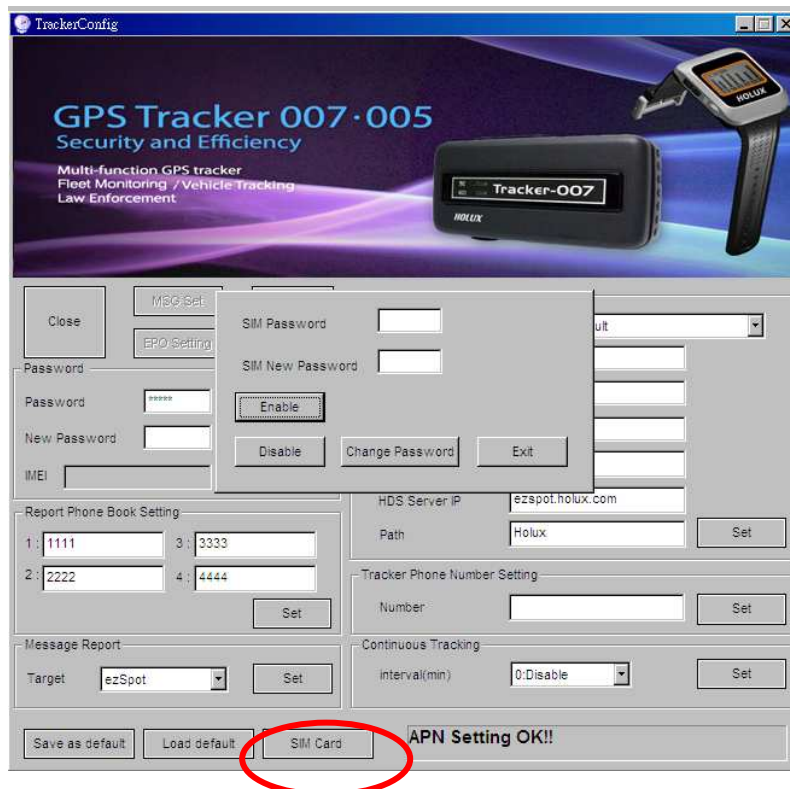 TrackerConfig
GPS Tracker 007·005
Security and Efficiency
Multi-function GPS tracker
Fleet Monitoring / Vehicle Tracking
Law Enforcement
HOLUX
Tracker-007
HOLUX
Close
MSG Set
EPO Setting
SIM Password
SIM New Password
Enable
Disable
Change Password
Exit
ult
Password
Password
*****
New Password
IMEI
HDS Server IP
ezspot.holux.com
Path
Holux
Set
Report Phone Book Setting
1 : 1111
3 : 3333
2 : 2222
4 : 4444
Set
Tracker Phone Number Setting
Number
Set
Message Report
Target
ezSpot
Set
Continuous Tracking
interval(min)
0:Disable
Set
Save as default
Load default
SIM Card
APN Setting OK!!